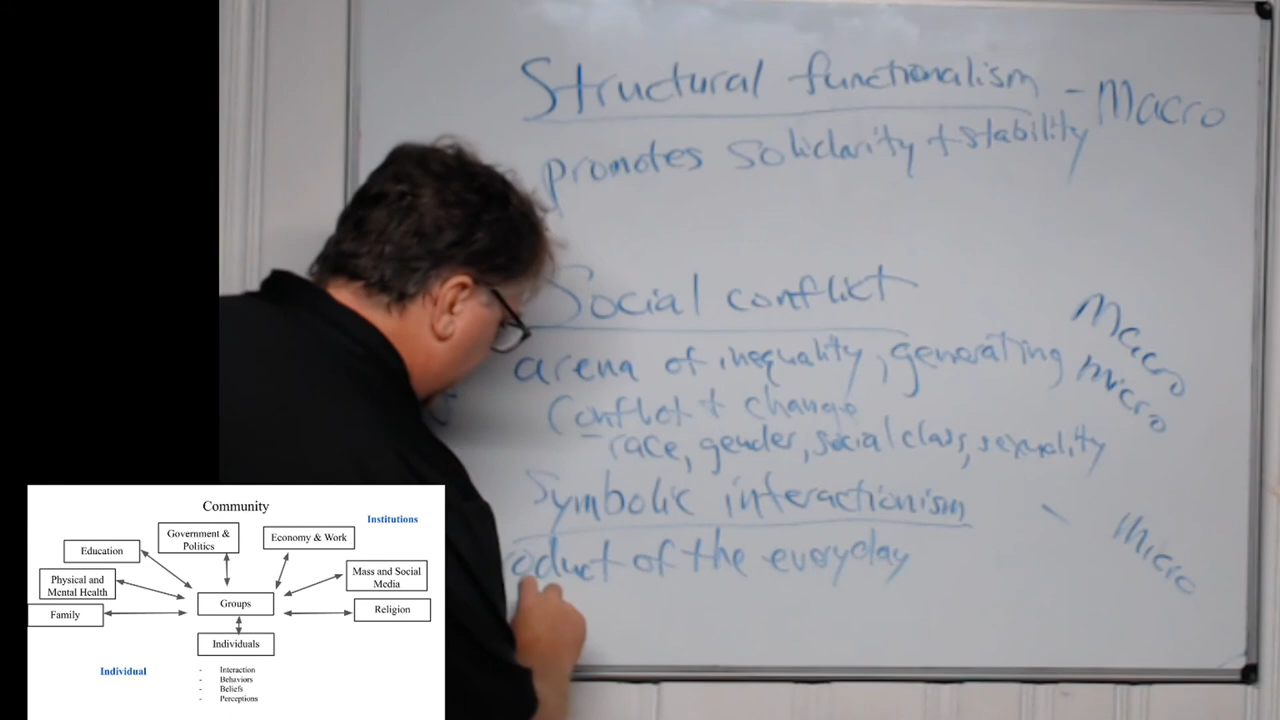 Structural functionalism - Macro
promotes solidarity + stability
Social conflict
arena of inequality, generating
Macro
micro
Conflict + change
- race, gender, social class, sexuality
Symbolic interactionism
- micro
oduct of the everyday
Community
Institutions
Government &
Politics
Economy & Work
Education
Physical and
Mental Health
Mass and Social
Media
Groups
Family
Religion
Individuals
Individual
- Interaction
- Behaviors
- Beliefs
- Perceptions